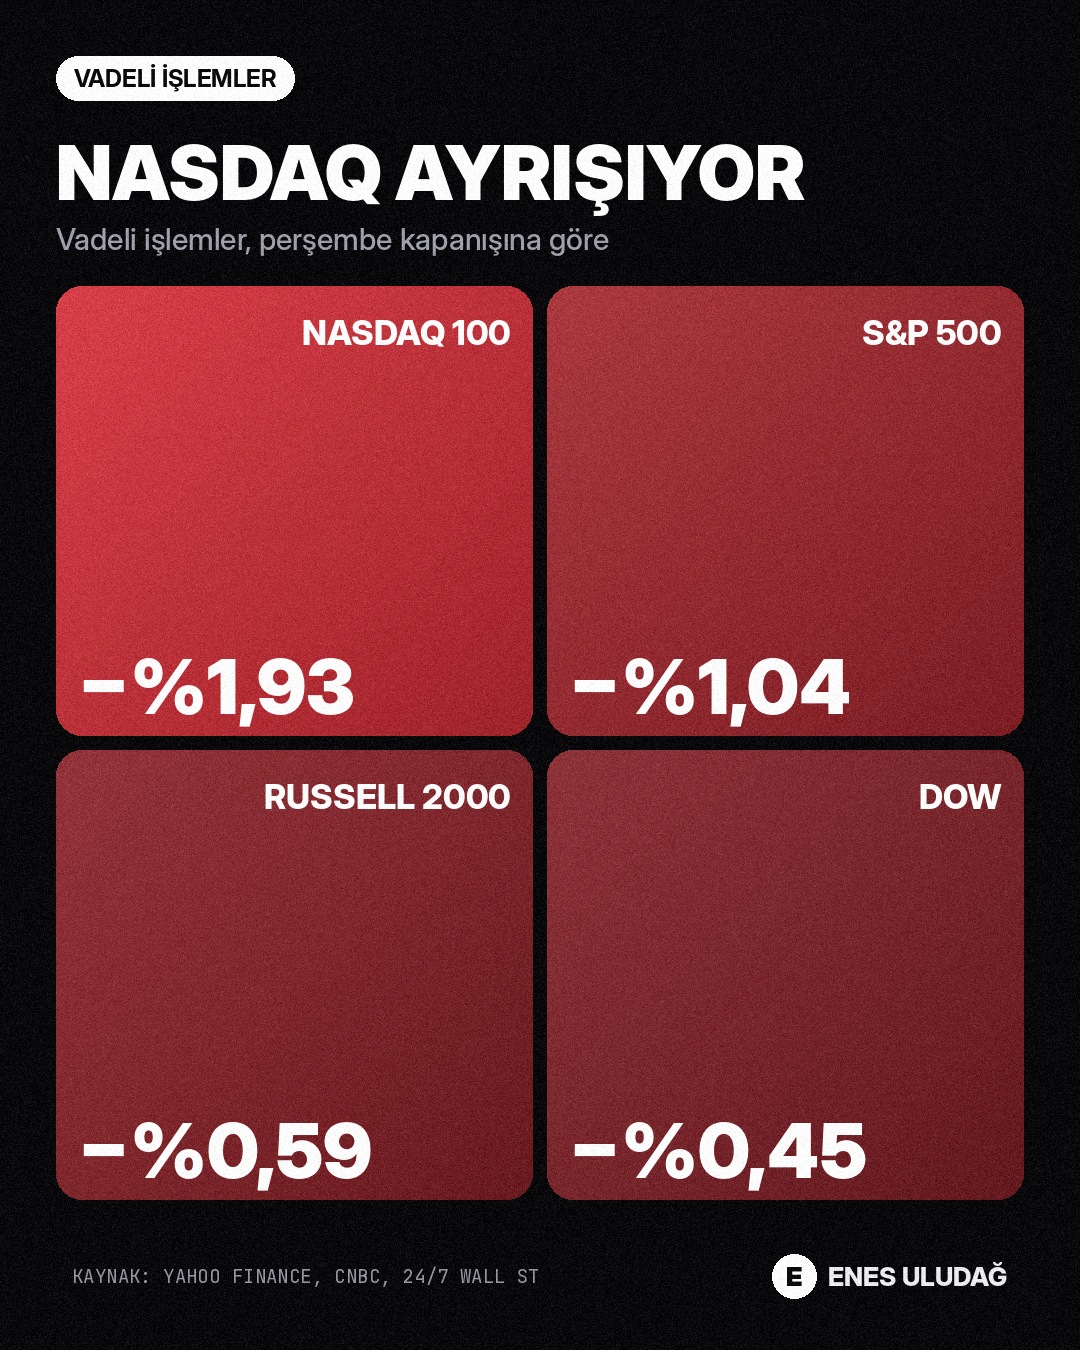 VADELİ İŞLEMLER
NASDAQ AYRIŞIYOR
Vadeli işlemler, perşembe kapanışına göre
NASDAQ 100
−%1,93
S&P 500
−%1,04
RUSSELL 2000
−%0,59
DOW
−%0,45
KAYNAK: YAHOO FINANCE, CNBC, 24/7 WALL ST
E ENES ULUDAĞ